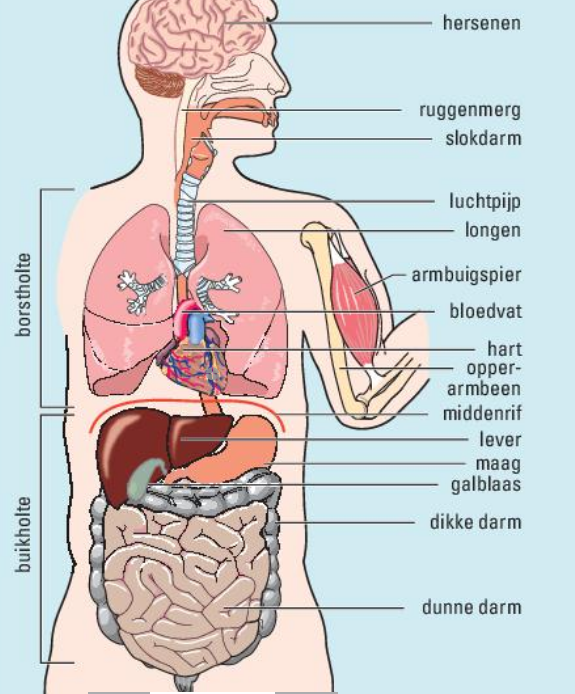 hersenen
ruggenmerg
slokdarm
luchtpijp
longen
armbuigspier
bloedvat
hart
opper-
armbeen
middenrif
lever
maag
galblaas
dikke darm
dunne darm
borstholte
buikholte